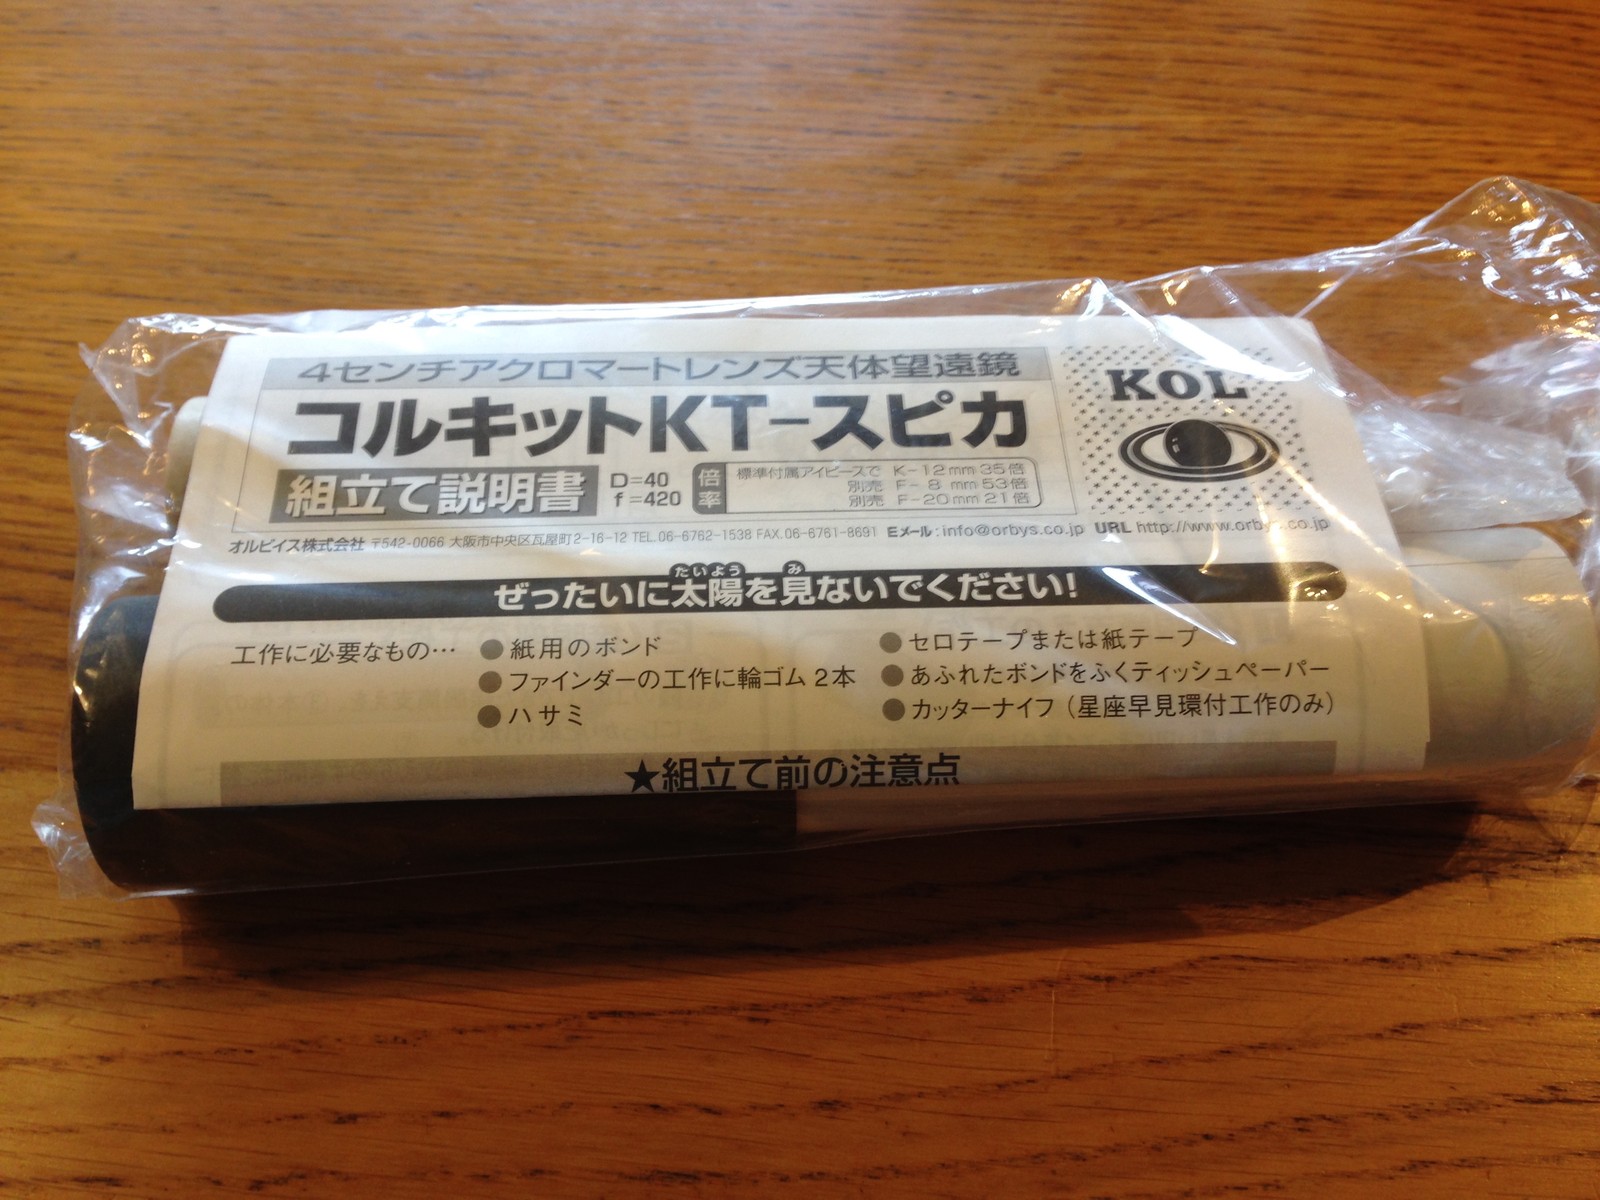 4センチアクロマートレンズ天体望遠鏡
KOL
コルキットKT-スピカ
組立て説明書 D=40 f=420 倍率
標準付属アイピースで K-12mm 35倍
別売 F-8mm 53倍
別売 F-20mm 21倍
オルビイス株式会社 〒542-0066 大阪市中央区瓦屋町2-16-12 TEL.06-6762-1538 FAX.06-6761-8691 Eメール:info@orbys.co.jp URL http://www.orbys.co.jp
たいよう み
ぜったいに太陽を見ないでください!
工作に必要なもの… ●紙用のボンド ●セロテープまたは紙テープ
●ファインダーの工作に輪ゴム2本 ●あふれたボンドをふくティッシュペーパー
●ハサミ ●カッターナイフ(星座早見環付工作のみ)
★組立て前の注意点